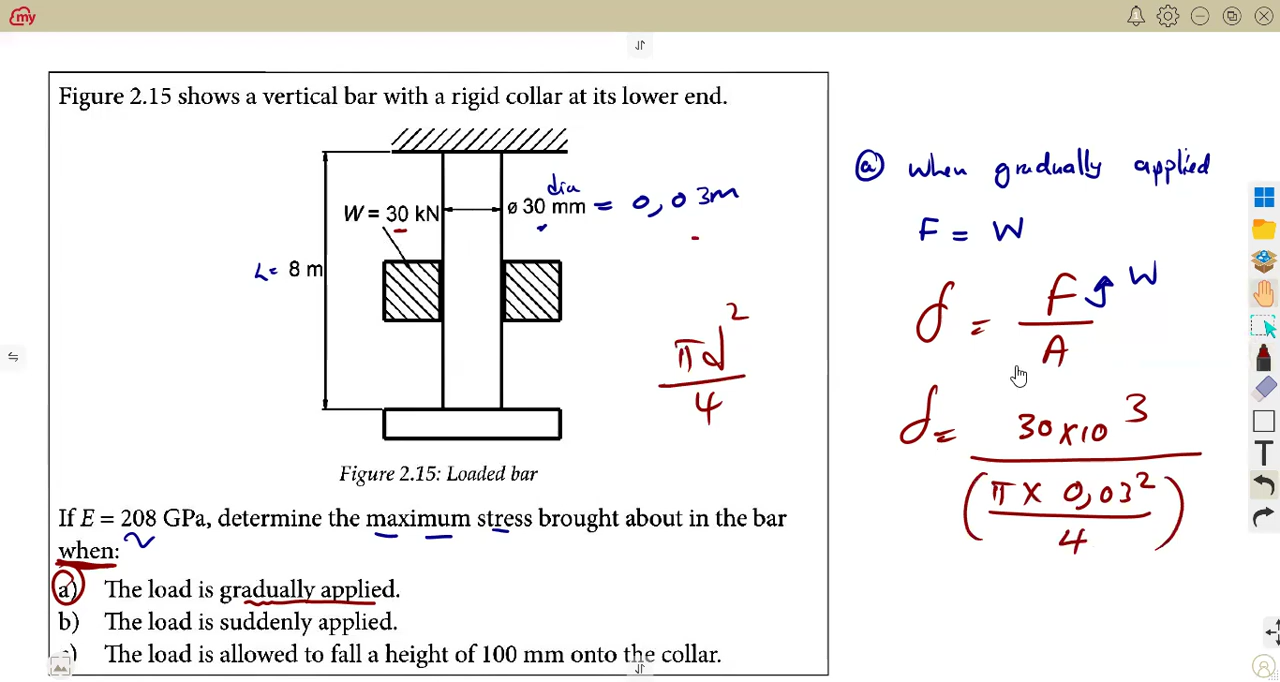 my
Figure 2.15 shows a vertical bar with a rigid collar at its lower end.
W = 30 kN
ø 30 mm
dia
= 0,03m
L = 8 m
πd²
4
Figure 2.15: Loaded bar
If E = 208 GPa, determine the maximum stress brought about in the bar
when:
a) The load is gradually applied.
b) The load is suddenly applied.
c) The load is allowed to fall a height of 100 mm onto the collar.
(a) When gradually applied
F = W
σ = F
W
A
σ = 30×10³
(π × 0,03²
4)
T